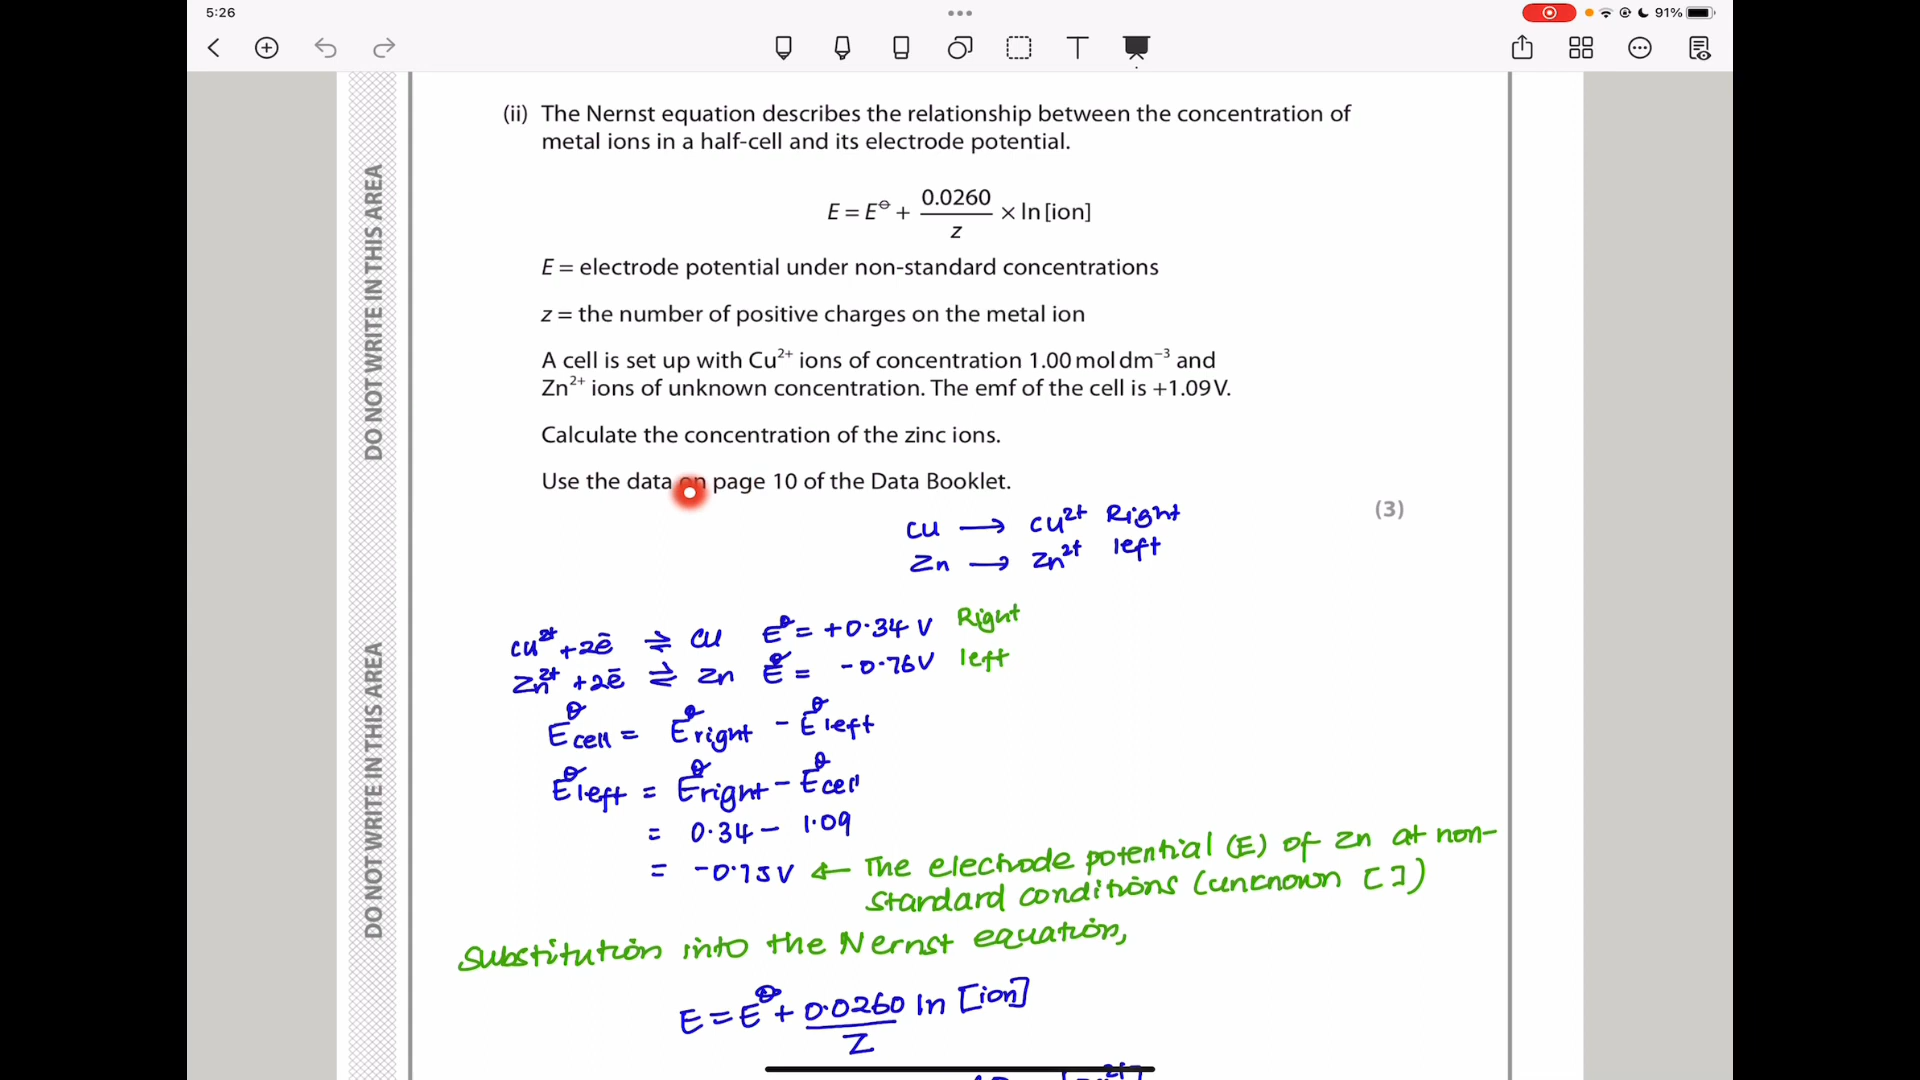 5:26
91%
(ii) The Nernst equation describes the relationship between the concentration of
metal ions in a half-cell and its electrode potential.
E = E⦵ + 0.0260/z × ln [ion]
E = electrode potential under non-standard concentrations
z = the number of positive charges on the metal ion
A cell is set up with Cu²⁺ ions of concentration 1.00 mol dm⁻³ and
Zn²⁺ ions of unknown concentration. The emf of the cell is +1.09 V.
Calculate the concentration of the zinc ions.
Use the data on page 10 of the Data Booklet.
(3)
Cu → Cu²⁺ Right
Zn → Zn²⁺ left
Cu²⁺ + 2ē ⇌ Cu E⦵ = +0.34 V Right
Zn²⁺ + 2ē ⇌ Zn E⦵ = -0.76V left
E⦵cell = E⦵right - E⦵left
E⦵left = E⦵right - E⦵cell
= 0.34 - 1.09
= -0.75V ← The electrode potential (E) of Zn at non-
standard conditions (unknown [ ])
Substitution into the Nernst equation,
E = E⦵ + 0.0260/Z ln [ion]
DO NOT WRITE IN THIS AREA
DO NOT WRITE IN THIS AREA